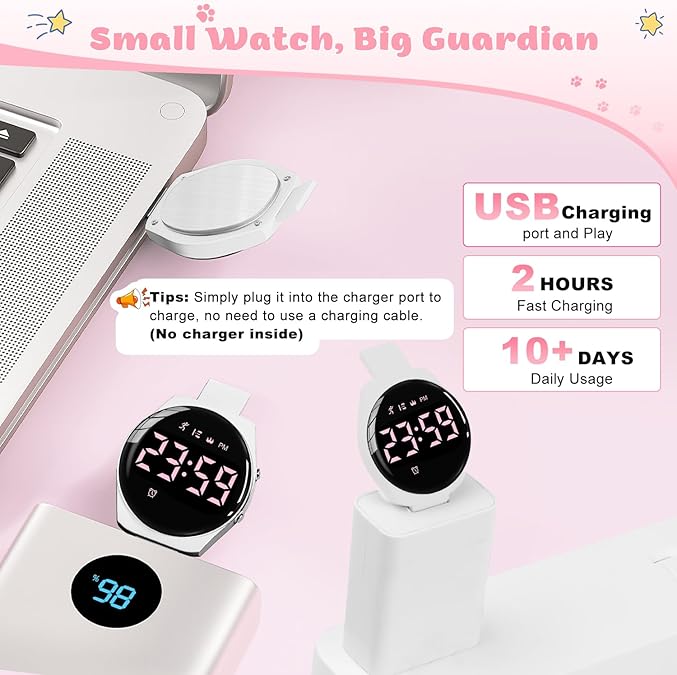 Small Watch, Big Guardian
USB Charging
port and Play
2 HOURS
Fast Charging
10+ DAYS
Daily Usage
Tips: Simply plug it into the charger port to
charge, no need to use a charging cable.
(No charger inside)
PM
23:59
PM
23:59
%98